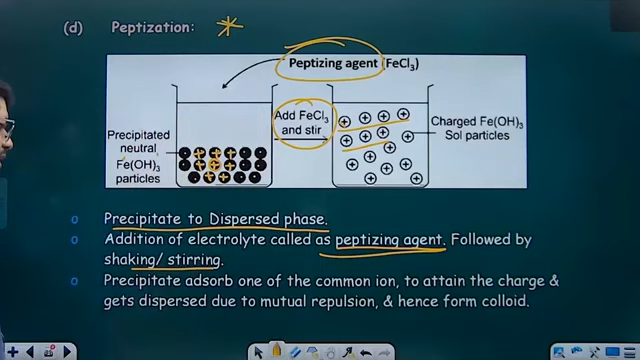 (d) Peptization:
Peptizing agent (FeCl₃)
Add FeCl₃
and stir
Precipitated
neutral
Fe(OH)₃
particles
Charged Fe(OH)₃
Sol particles
o Precipitate to Dispersed phase.
o Addition of electrolyte called as peptizing agent. Followed by
shaking/ stirring.
o Precipitate adsorb one of the common ion, to attain the charge &
gets dispersed due to mutual repulsion, & hence form colloid.